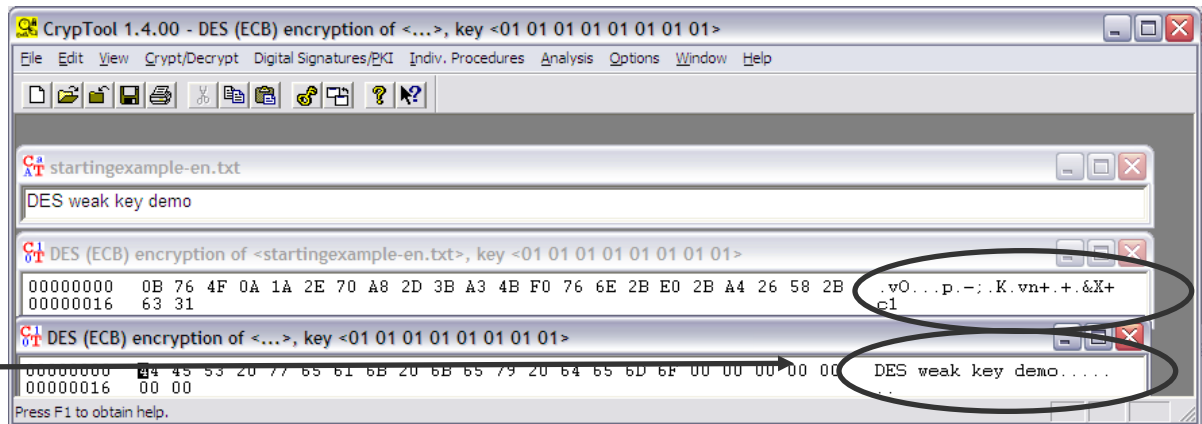 CrypTool 1.4.00 - DES (ECB) encryption of <...>, key <01 01 01 01 01 01 01 01>
File Edit View Crypt/Decrypt Digital Signatures/PKI Indiv. Procedures Analysis Options Window Help
startingexample-en.txt
DES weak key demo
DES (ECB) encryption of <startingexample-en.txt>, key <01 01 01 01 01 01 01 01>
00000000 0B 76 4F 0A 1A 2E 70 A8 2D 3B A3 4B F0 76 6E 2B E0 2B A4 26 58 2B .vO...p.-;.K.vn+.+.&X+
00000016 63 31 c1
DES (ECB) encryption of <...>, key <01 01 01 01 01 01 01 01>
00000000 44 45 53 20 77 65 61 6B 20 6B 65 79 20 64 65 6D 6F 00 00 00 00 00 DES weak key demo.....
00000016 00 00 ..
Press F1 to obtain help.